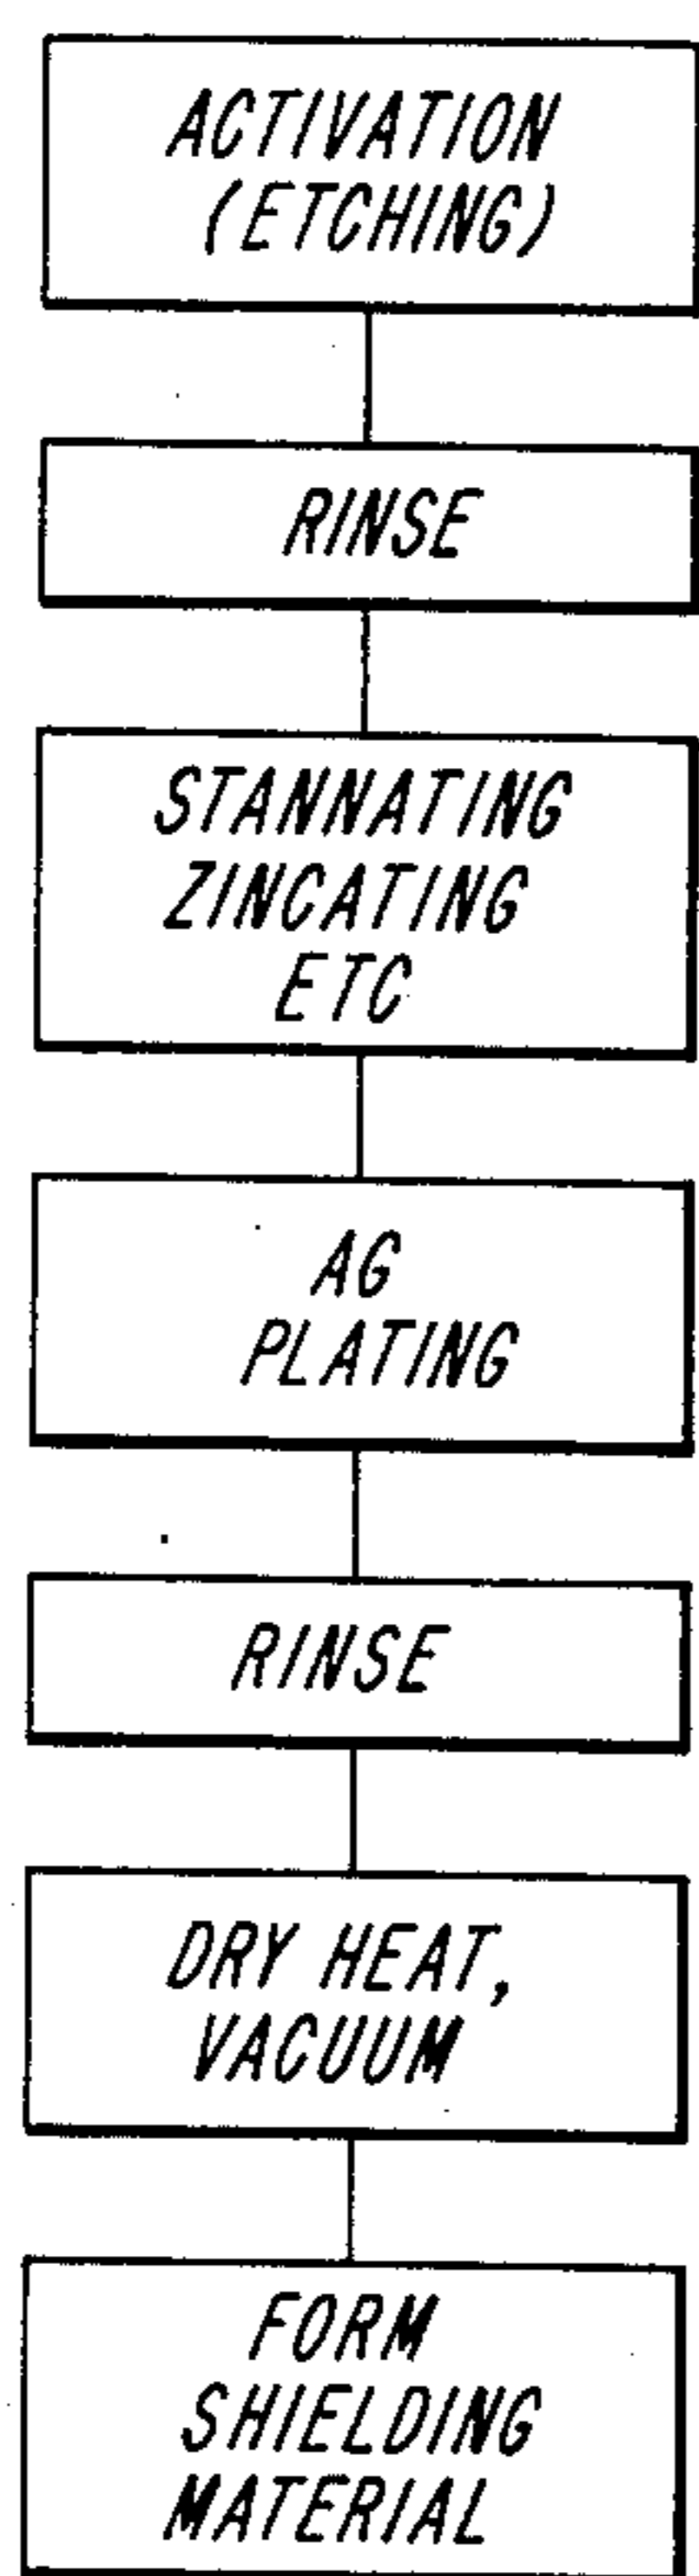 ACTIVATION
(ETCHING)
RINSE
STANNATING
ZINCATING
ETC
AG
PLATING
RINSE
DRY HEAT,
VACUUM
FORM
SHIELDING
MATERIAL